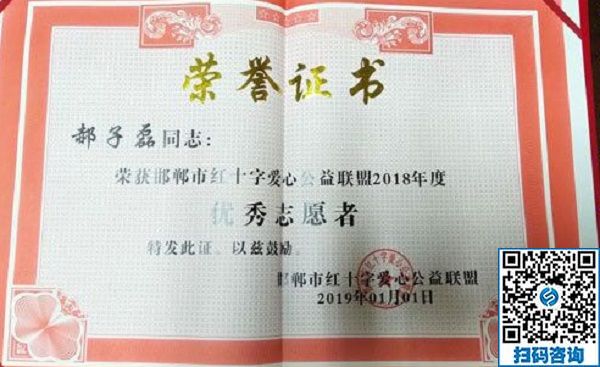 荣誉证书
郝子磊同志：
荣获邯郸市红十字爱心公益联盟2018年度
优秀志愿者
特发此证。以兹鼓励。
邯郸市红十字爱心公益联盟
2019年01月01日
扫码咨询